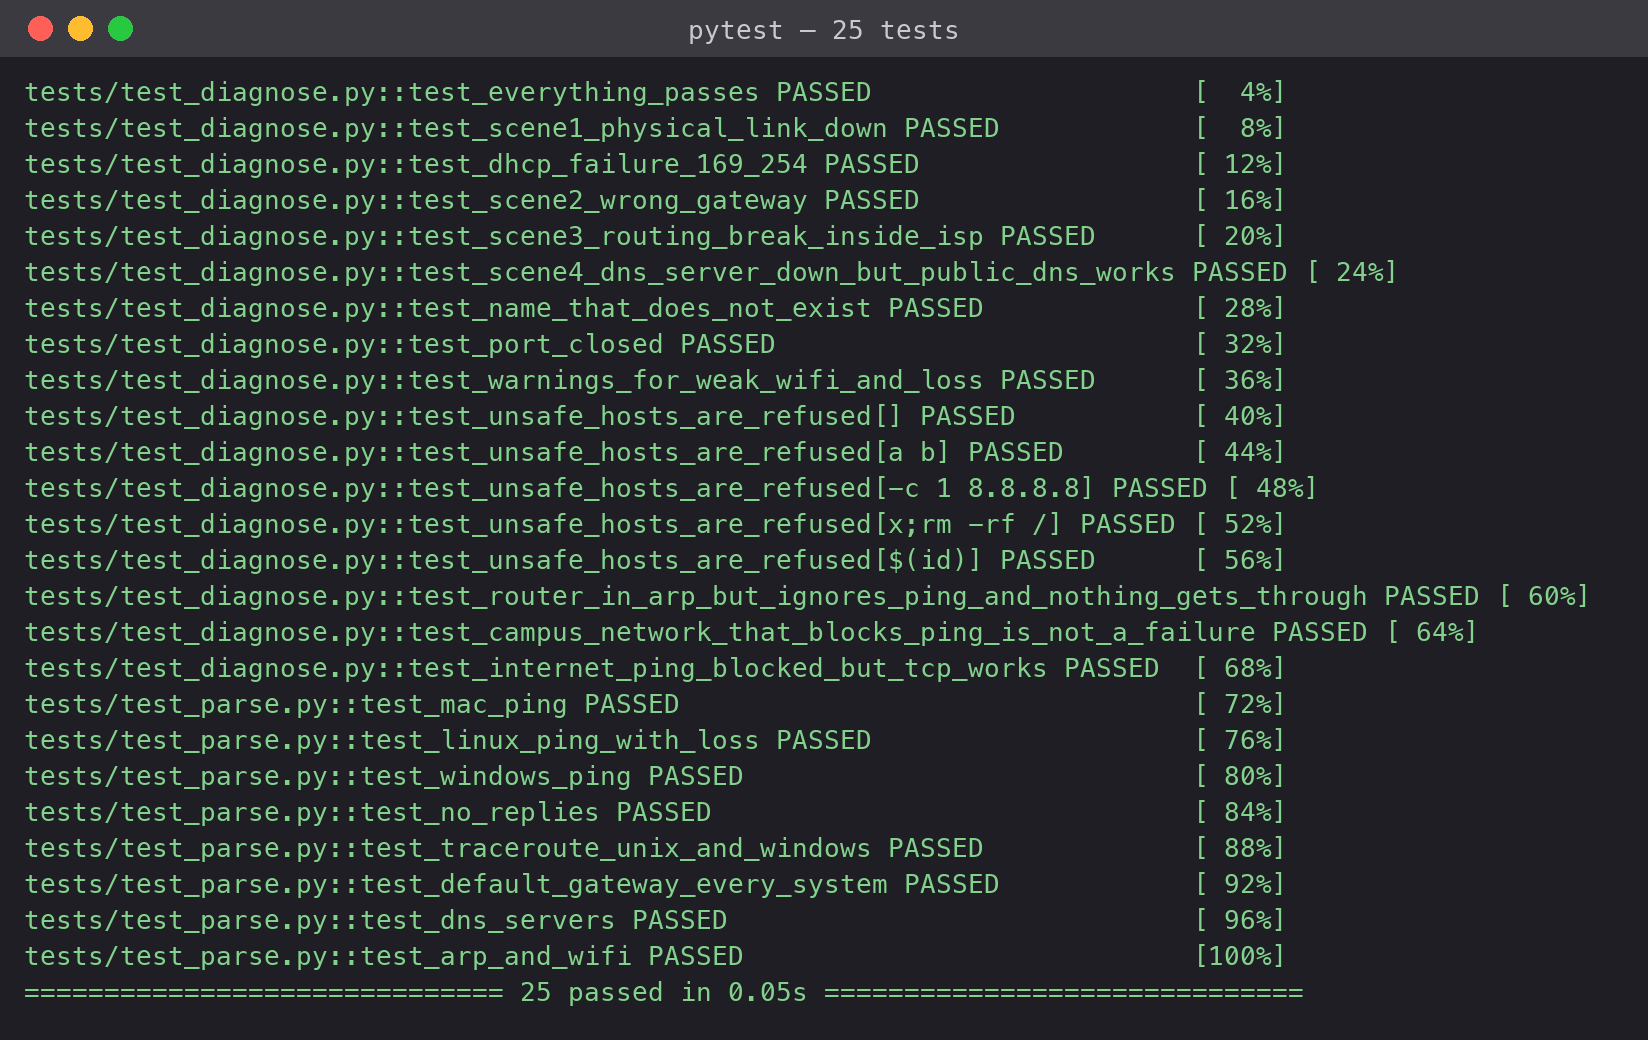 pytest — 25 tests
tests/test_diagnose.py::test_everything_passes PASSED                    [  4%]
tests/test_diagnose.py::test_scene1_physical_link_down PASSED            [  8%]
tests/test_diagnose.py::test_dhcp_failure_169_254 PASSED                 [ 12%]
tests/test_diagnose.py::test_scene2_wrong_gateway PASSED                 [ 16%]
tests/test_diagnose.py::test_scene3_routing_break_inside_isp PASSED      [ 20%]
tests/test_diagnose.py::test_scene4_dns_server_down_but_public_dns_works PASSED [ 24%]
tests/test_diagnose.py::test_name_that_does_not_exist PASSED             [ 28%]
tests/test_diagnose.py::test_port_closed PASSED                          [ 32%]
tests/test_diagnose.py::test_warnings_for_weak_wifi_and_loss PASSED      [ 36%]
tests/test_diagnose.py::test_unsafe_hosts_are_refused[] PASSED           [ 40%]
tests/test_diagnose.py::test_unsafe_hosts_are_refused[a b] PASSED        [ 44%]
tests/test_diagnose.py::test_unsafe_hosts_are_refused[-c 1 8.8.8.8] PASSED [ 48%]
tests/test_diagnose.py::test_unsafe_hosts_are_refused[x;rm -rf /] PASSED [ 52%]
tests/test_diagnose.py::test_unsafe_hosts_are_refused[$(id)] PASSED      [ 56%]
tests/test_diagnose.py::test_router_in_arp_but_ignores_ping_and_nothing_gets_through PASSED [ 60%]
tests/test_diagnose.py::test_campus_network_that_blocks_ping_is_not_a_failure PASSED [ 64%]
tests/test_diagnose.py::test_internet_ping_blocked_but_tcp_works PASSED  [ 68%]
tests/test_parse.py::test_mac_ping PASSED                                [ 72%]
tests/test_parse.py::test_linux_ping_with_loss PASSED                    [ 76%]
tests/test_parse.py::test_windows_ping PASSED                            [ 80%]
tests/test_parse.py::test_no_replies PASSED                              [ 84%]
tests/test_parse.py::test_traceroute_unix_and_windows PASSED             [ 88%]
tests/test_parse.py::test_default_gateway_every_system PASSED            [ 92%]
tests/test_parse.py::test_dns_servers PASSED                             [ 96%]
tests/test_parse.py::test_arp_and_wifi PASSED                            [100%]
============================== 25 passed in 0.05s ==============================